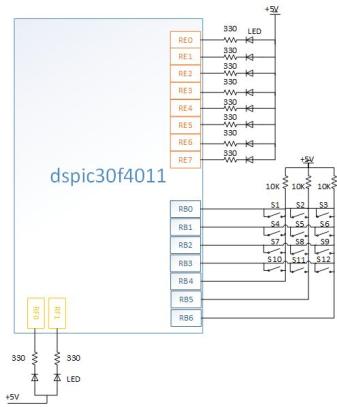 +5V
330
LED
RE0
330
RE1
330
RE2
330
RE3
330
RE4
330
RE5
330
RE6
330
RE7
dspic30f4011
+5V
10K 10K 10K
RB0
S1 S2 S3
RB1
S4 S5 S6
RB2
S7 S8 S9
RB3
S10 S11 S12
RB4
RB5
RB6
RF0 RF1
330 330
LED
+5V